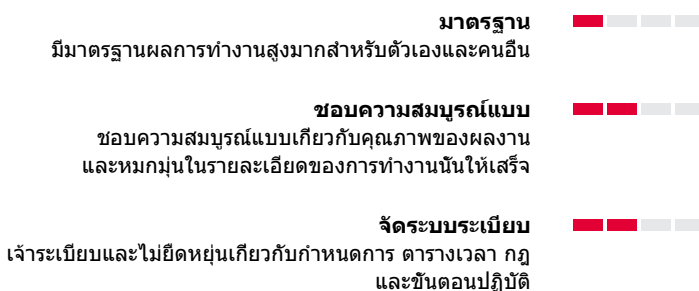 มาตรฐาน
มีมาตรฐานผลการทำงานสูงมากสำหรับตัวเองและคนอื่น
ชอบความสมบูรณ์แบบ
ชอบความสมบูรณ์แบบเกี่ยวกับคุณภาพของผลงาน
และหมกมุ่นในรายละเอียดของการทำงานนั้นให้เสร็จ
จัดระบบระเบียบ
เจ้าระเบียบและไม่ยืดหยุ่นเกี่ยวกับกำหนดการ ตารางเวลา กฎ
และขั้นตอนปฏิบัติ